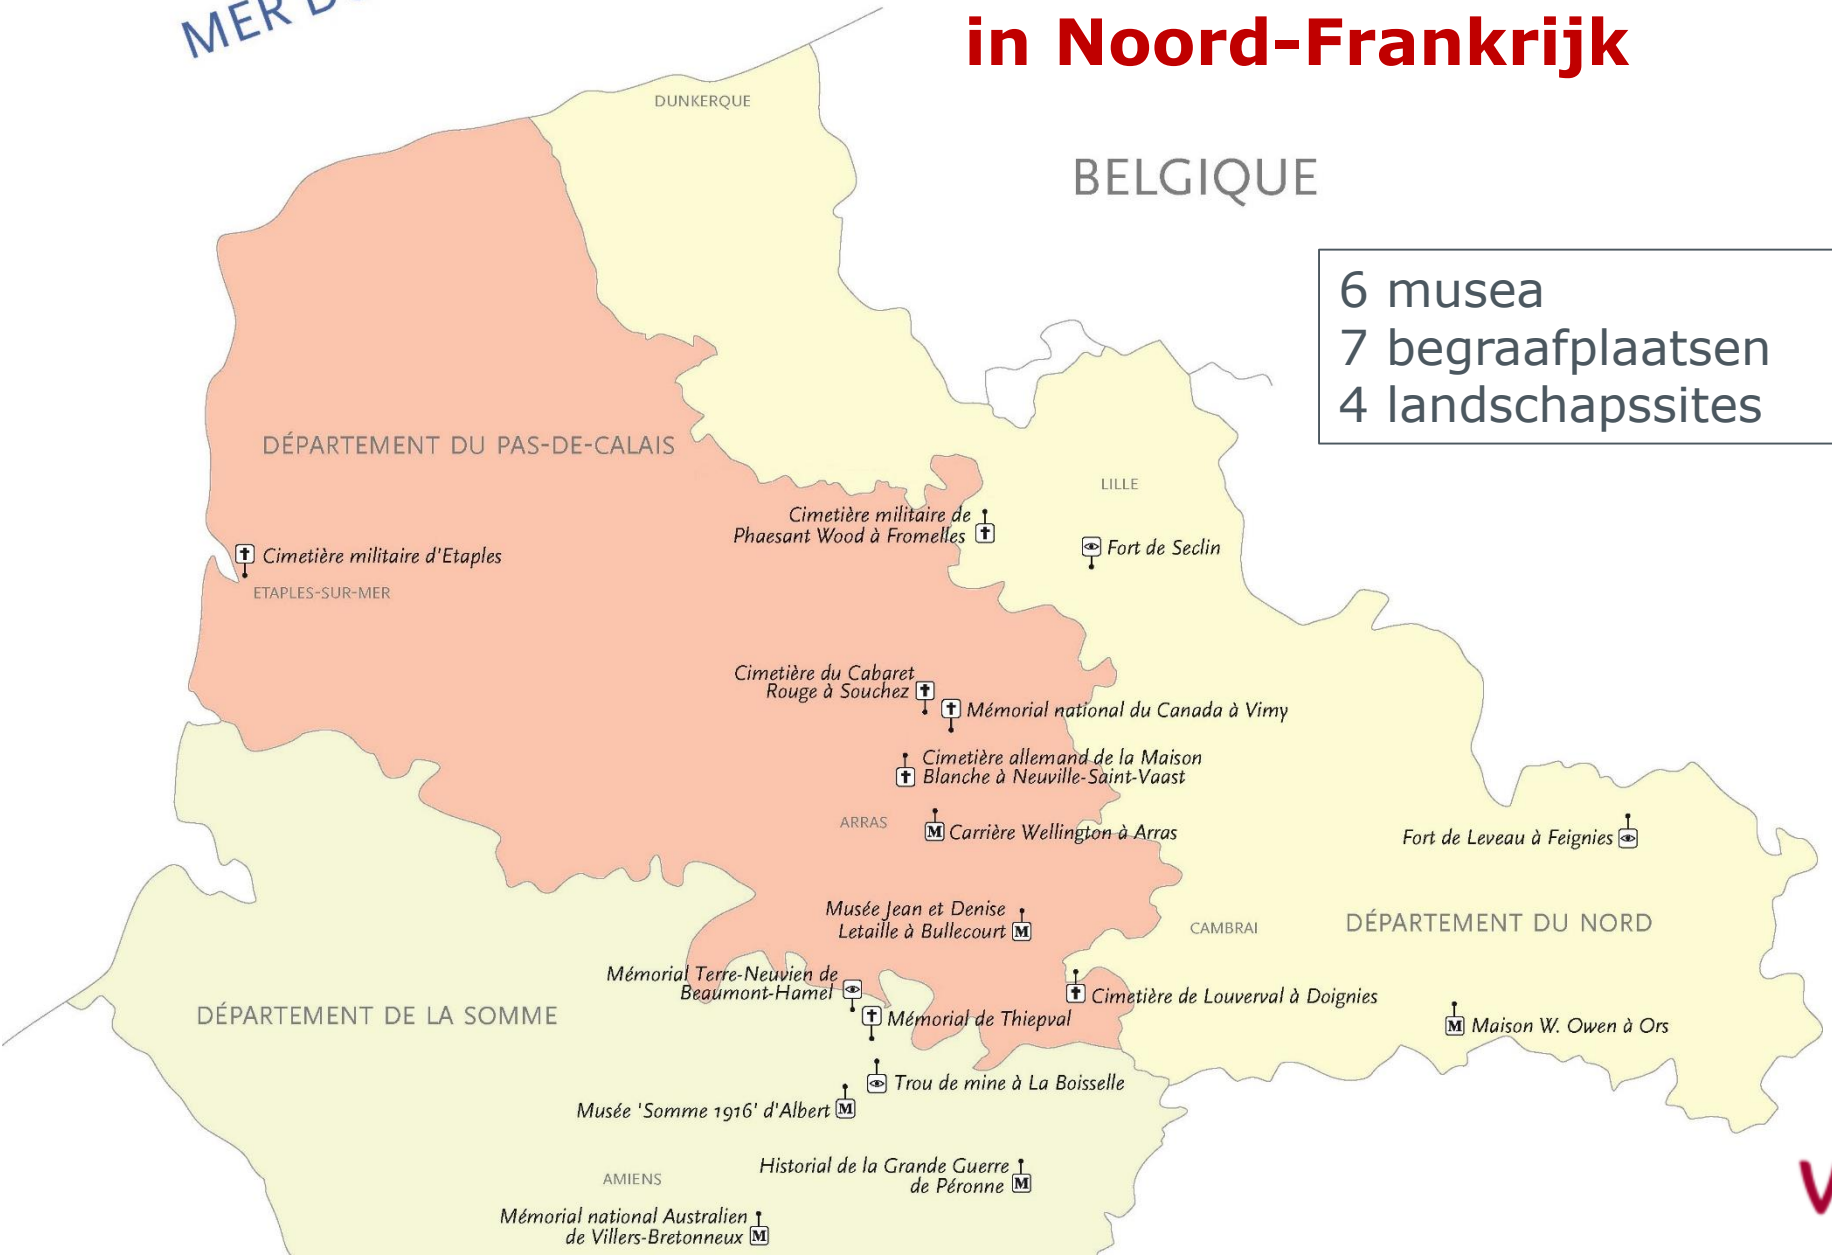 MER
in Noord-Frankrijk
DUNKERQUE
BELGIQUE
6 musea
7 begraafplaatsen
4 landschapssites
DÉPARTEMENT DU PAS-DE-CALAIS
LILLE
Cimetière militaire de
Phaesant Wood à Fromelles
Fort de Seclin
Cimetière militaire d'Etaples
ETAPLES-SUR-MER
Cimetière du Cabaret
Rouge à Souchez
Mémorial national du Canada à Vimy
Cimetière allemand de la Maison
Blanche à Neuville-Saint-Vaast
ARRAS
M Carrière Wellington à Arras
Fort de Leveau à Feignies
Musée Jean et Denise
Letaille à Bullecourt M
CAMBRAI
DÉPARTEMENT DU NORD
Mémorial Terre-Neuvien de
Beaumont-Hamel
Cimetière de Louverval à Doignies
DÉPARTEMENT DE LA SOMME
Mémorial de Thiepval
M Maison W. Owen à Ors
Trou de mine à La Boisselle
Musée 'Somme 1916' d'Albert M
Historial de la Grande Guerre
de Péronne M
AMIENS
Mémorial national Australien
de Villers-Bretonneux M